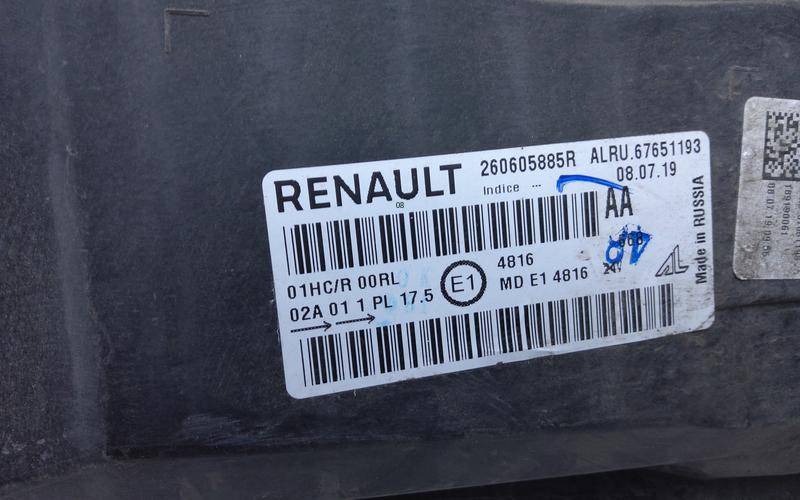 RENAULT 260605885R ALRU.67651193
08 Indice --- 08.07.19
AA
01HC/R 00RL E1 4816
02A 01 1 PL 17.5 MD E1 4816
Made in RUSSIA